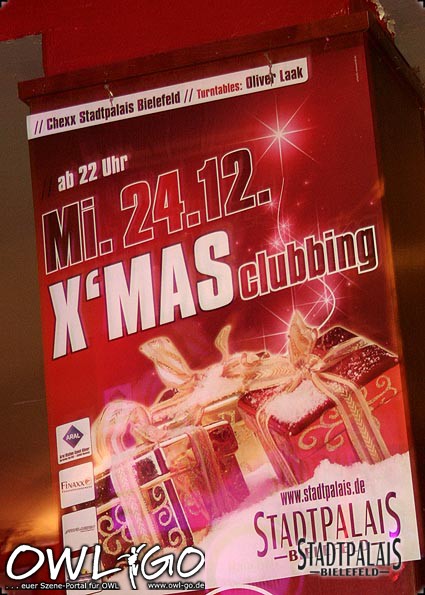 // Chexx Stadtpalais Bielefeld // Turntables: Oliver Laak
// ab 22 Uhr
Mi. 24.12.
X'MAS clubbing
ARAL
FINAXX
www.stadtpalais.de
STADTPALAIS
STADTPALAIS
BIELEFELD
OWL GO
... euer Szene-Portal für OWL www.owl-go.de